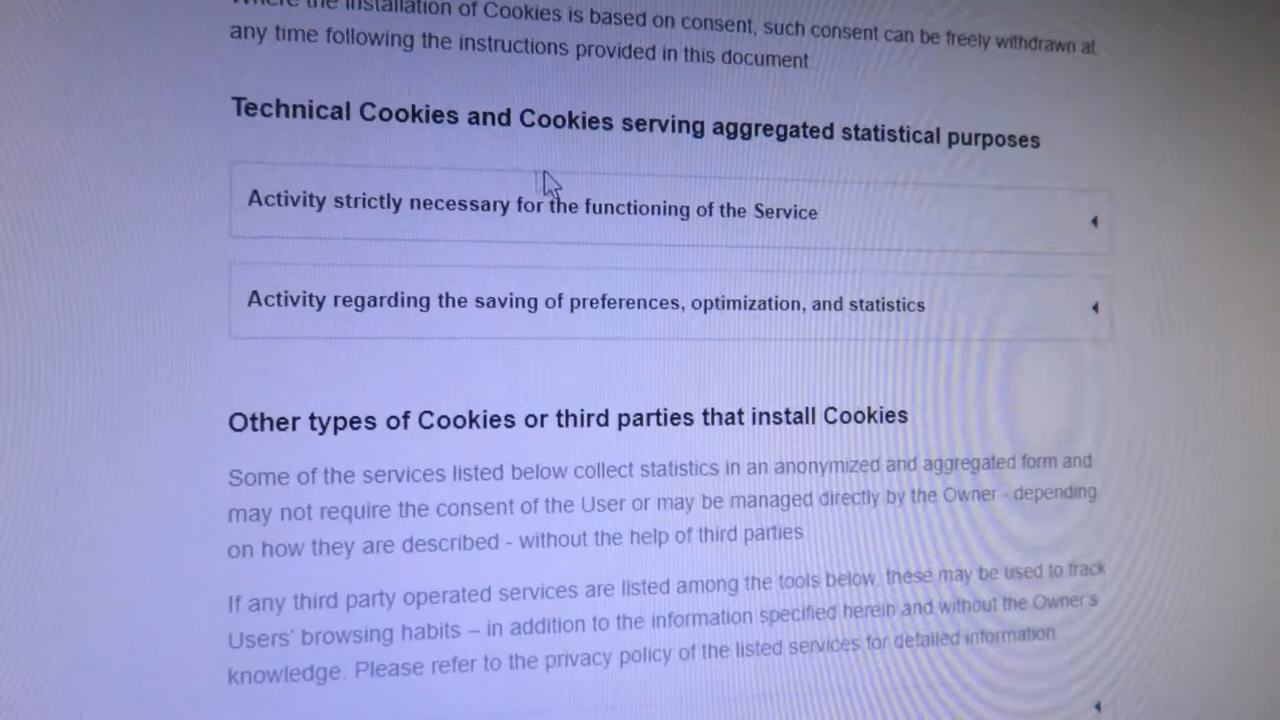 Where the installation of Cookies is based on consent, such consent can be freely withdrawn at
any time following the instructions provided in this document.
Technical Cookies and Cookies serving aggregated statistical purposes
Activity strictly necessary for the functioning of the Service
Activity regarding the saving of preferences, optimization, and statistics
Other types of Cookies or third parties that install Cookies
Some of the services listed below collect statistics in an anonymized and aggregated form and
may not require the consent of the User or may be managed directly by the Owner - depending
on how they are described - without the help of third parties.
If any third party operated services are listed among the tools below, these may be used to track
Users' browsing habits – in addition to the information specified herein and without the Owner's
knowledge. Please refer to the privacy policy of the listed services for detailed information.